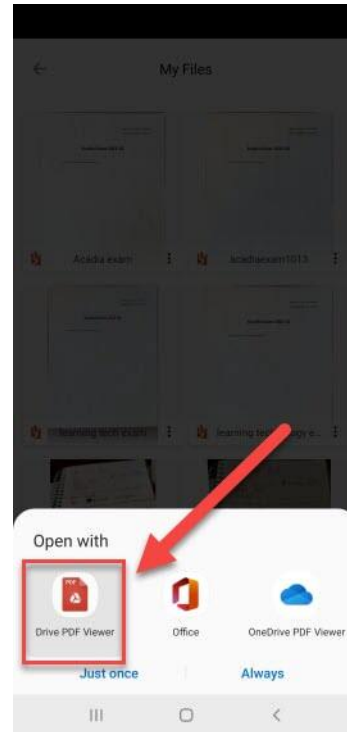 My Files
Acadia exam
acadiaexam1013
learning tech exam
learning technology e...
Open with
PDF
Drive PDF Viewer
Office
OneDrive PDF Viewer
Just once
Always